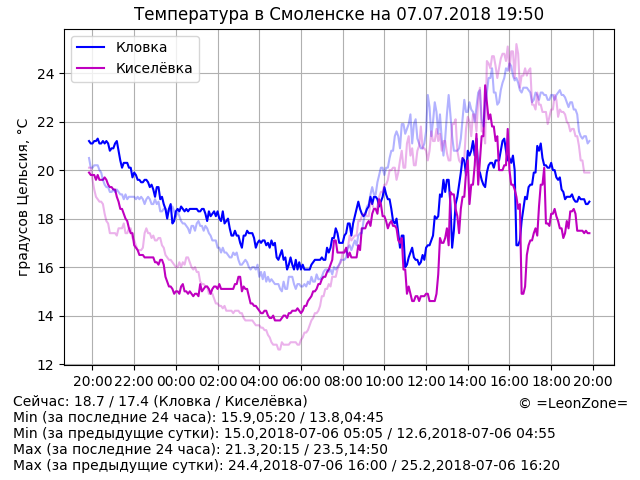 Температура в Смоленске на 07.07.2018 19:50
Кловка
Киселёвка
градусов Цельсия, °C
24
22
20
18
16
14
12
20:00 22:00 00:00 02:00 04:00 06:00 08:00 10:00 12:00 14:00 16:00 18:00 20:00
Сейчас: 18.7 / 17.4 (Кловка / Киселёвка)
© =LeonZone=
Min (за последние 24 часа): 15.9,05:20 / 13.8,04:45
Min (за предыдущие сутки): 15.0,2018-07-06 05:05 / 12.6,2018-07-06 04:55
Max (за последние 24 часа): 21.3,20:15 / 23.5,14:50
Max (за предыдущие сутки): 24.4,2018-07-06 16:00 / 25.2,2018-07-06 16:20